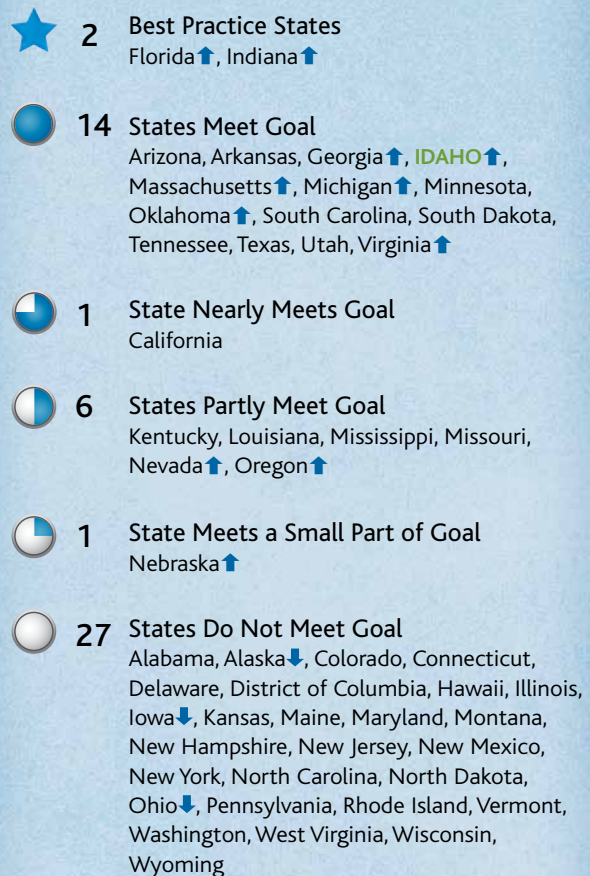 2 Best Practice States
Florida⬆, Indiana⬆
14 States Meet Goal
Arizona, Arkansas, Georgia⬆, IDAHO⬆,
Massachusetts⬆, Michigan⬆, Minnesota,
Oklahoma⬆, South Carolina, South Dakota,
Tennessee, Texas, Utah, Virginia⬆
1 State Nearly Meets Goal
California
6 States Partly Meet Goal
Kentucky, Louisiana, Mississippi, Missouri,
Nevada⬆, Oregon⬆
1 State Meets a Small Part of Goal
Nebraska⬆
27 States Do Not Meet Goal
Alabama, Alaska⬇, Colorado, Connecticut,
Delaware, District of Columbia, Hawaii, Illinois,
Iowa⬇, Kansas, Maine, Maryland, Montana,
New Hampshire, New Jersey, New Mexico,
New York, North Carolina, North Dakota,
Ohio⬇, Pennsylvania, Rhode Island, Vermont,
Washington, West Virginia, Wisconsin,
Wyoming